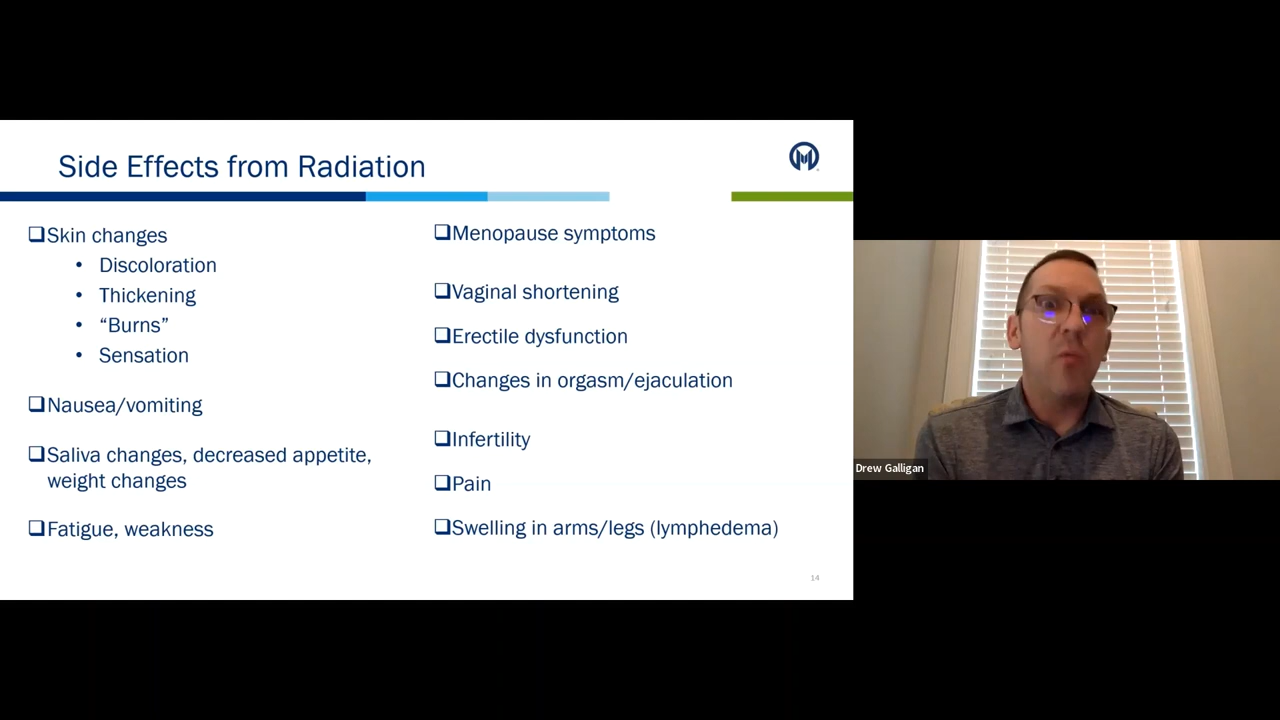 Side Effects from Radiation
❑Skin changes
• Discoloration
• Thickening
• “Burns”
• Sensation
❑Nausea/vomiting
❑Saliva changes, decreased appetite,
weight changes
❑Fatigue, weakness
❑Menopause symptoms
❑Vaginal shortening
❑Erectile dysfunction
❑Changes in orgasm/ejaculation
❑Infertility
❑Pain
❑Swelling in arms/legs (lymphedema)
14
Drew Galligan